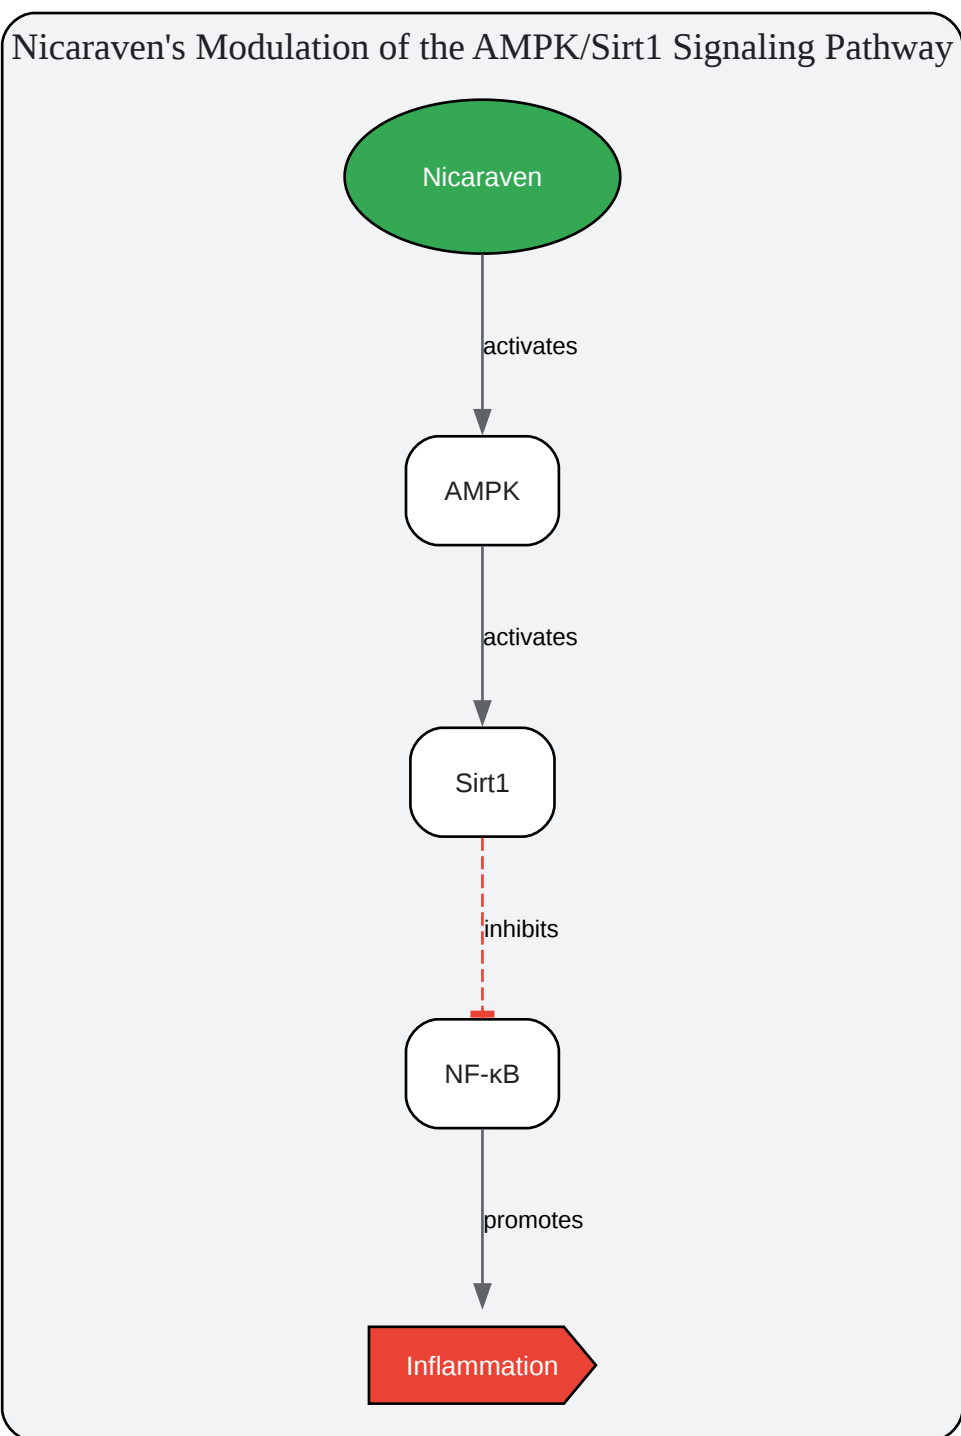 Nicaraven's Modulation of the AMPK/Sirt1 Signaling Pathway
Nicaraven
activates
AMPK
activates
Sirt1
inhibits
NF-κB
promotes
Inflammation